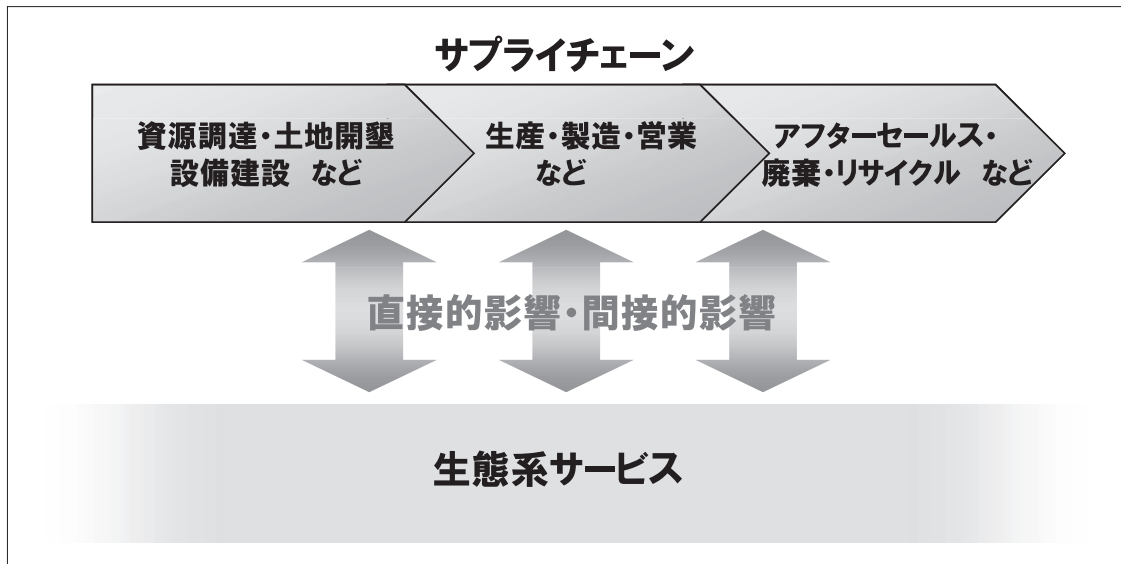 サプライチェーン
資源調達・土地開墾
設備建設 など
生産・製造・営業
など
アフターセールス・
廃棄・リサイクル など
直接的影響・間接的影響
生態系サービス